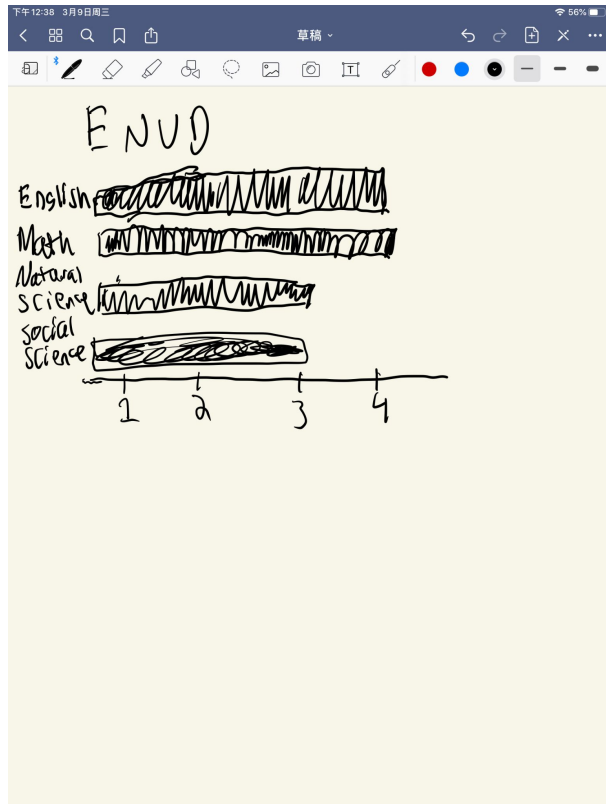 下午12:38 3月9日周三 56%
草稿
ENUD
English
Math
Natural
Science
Social
Science
1 2 3 4